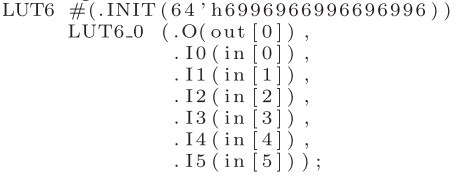 LUT6 #(.INIT(64'h6996966996696996))
LUT6_0 (.O(out[0]),
.I0(in[0]),
.I1(in[1]),
.I2(in[2]),
.I3(in[3]),
.I4(in[4]),
.I5(in[5]));